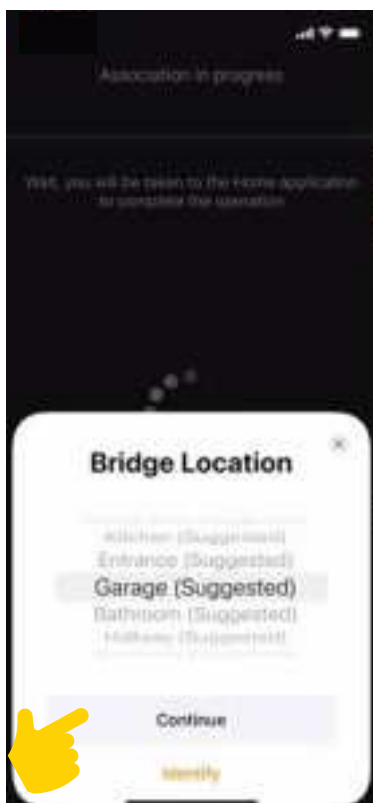 Association in progress
Wait, you will be taken to the Home application
to complete the operation
Bridge Location
Kitchen (Suggested)
Entrance (Suggested)
Garage (Suggested)
Bathroom (Suggested)
Hallway (Suggested)
Continue
Identify